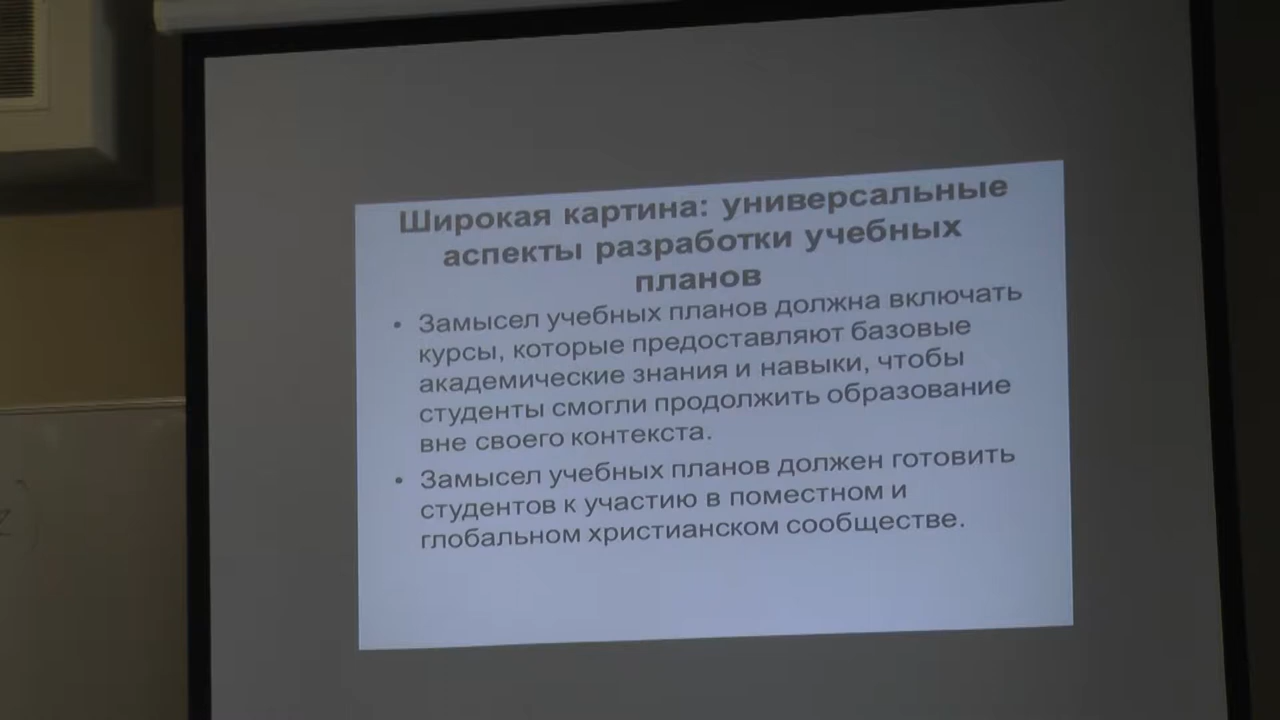 Широкая картина: универсальные
аспекты разработки учебных
планов
• Замысел учебных планов должна включать
курсы, которые предоставляют базовые
академические знания и навыки, чтобы
студенты смогли продолжить образование
вне своего контекста.
• Замысел учебных планов должен готовить
студентов к участию в поместном и
глобальном христианском сообществе.